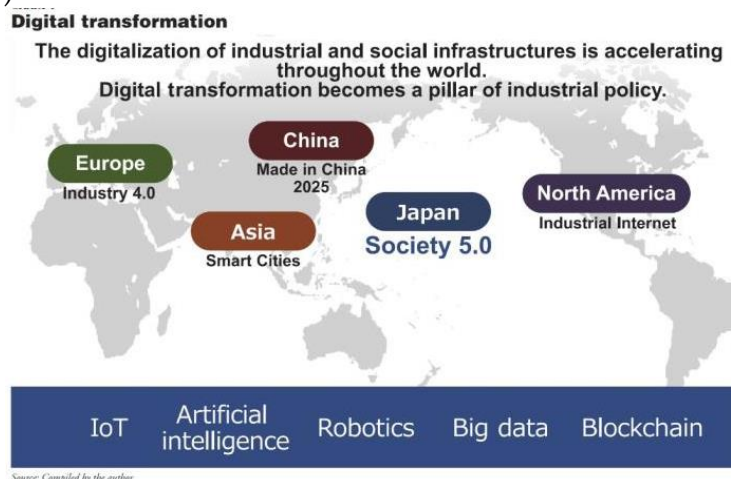 Digital transformation
The digitalization of industrial and social infrastructures is accelerating
throughout the world.
Digital transformation becomes a pillar of industrial policy.
China
Made in China
2025
Europe
Industry 4.0
North America
Industrial Internet
Japan
Society 5.0
Asia
Smart Cities
IoT
Artificial
intelligence
Robotics
Big data
Blockchain
Source: Compiled by the author